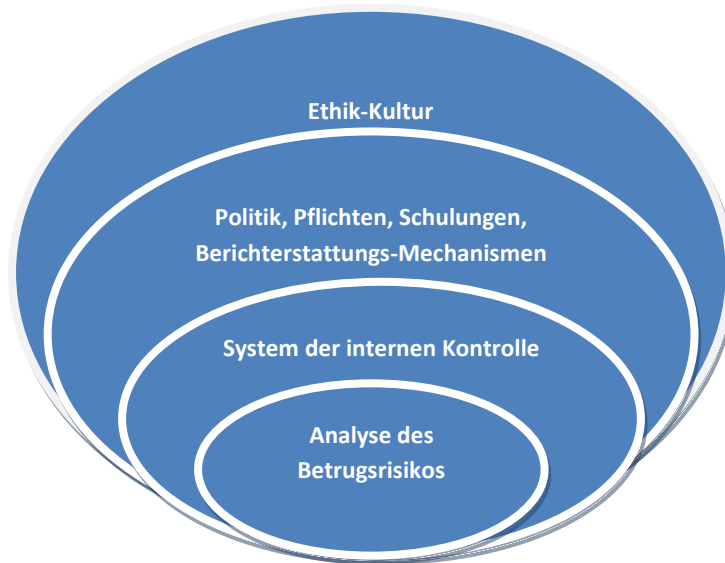 Ethik-Kultur
Politik, Pflichten, Schulungen,
Berichterstattungs-Mechanismen
System der internen Kontrolle
Analyse des
Betrugsrisikos